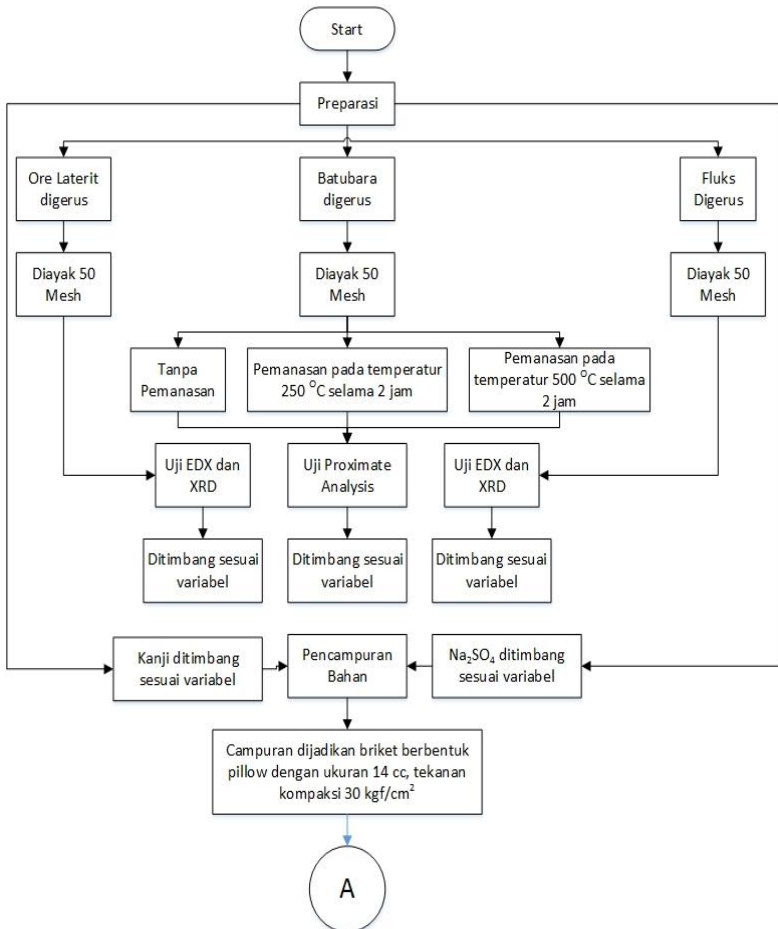 Start
Preparasi
Ore Laterit
digerus
Batubara
digerus
Fluks
Digerus
Diayak 50
Mesh
Diayak 50
Mesh
Diayak 50
Mesh
Tanpa
Pemanasan
Pemanasan pada temperatur
250 ⁰C selama 2 jam
Pemanasan pada
temperatur 500 ⁰C selama
2 jam
Uji EDX dan
XRD
Uji Proximate
Analysis
Uji EDX dan
XRD
Ditimbang sesuai
variabel
Ditimbang sesuai
variabel
Ditimbang sesuai
variabel
Kanji ditimbang
sesuai variabel
Pencampuran
Bahan
Na₂SO₄ ditimbang
sesuai variabel
Campuran dijadikan briket berbentuk
pillow dengan ukuran 14 cc, tekanan
kompaksi 30 kgf/cm²
A